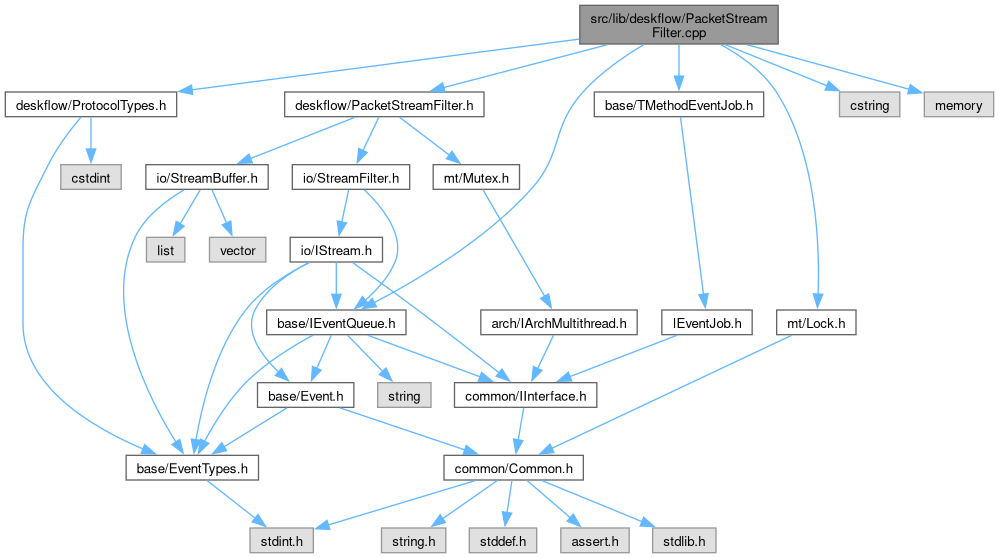 src/lib/deskflow/PacketStream
Filter.cpp
deskflow/ProtocolTypes.h
deskflow/PacketStreamFilter.h
base/TMethodEventJob.h
cstring
memory
cstdint
io/StreamBuffer.h
io/StreamFilter.h
mt/Mutex.h
list
vector
io/IStream.h
base/IEventQueue.h
arch/IArchMultithread.h
IEventJob.h
mt/Lock.h
base/Event.h
string
common/IInterface.h
base/EventTypes.h
common/Common.h
stdint.h
string.h
stddef.h
assert.h
stdlib.h